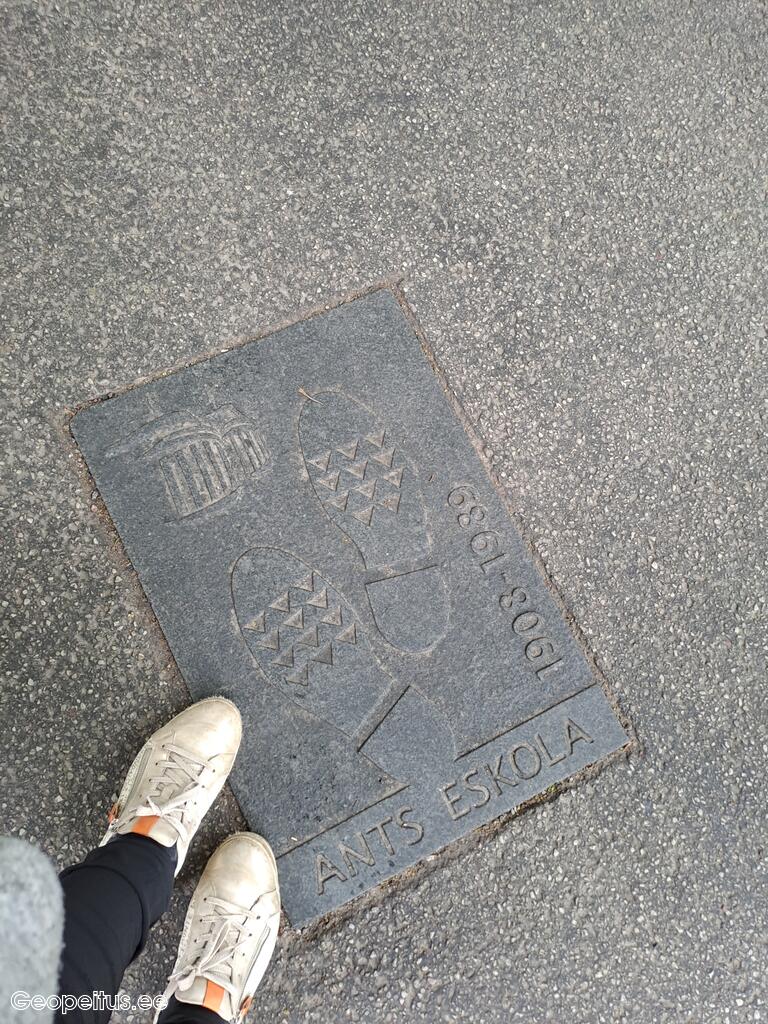 1908-1989
ANTS ESKOLA
Geopeitus.ee